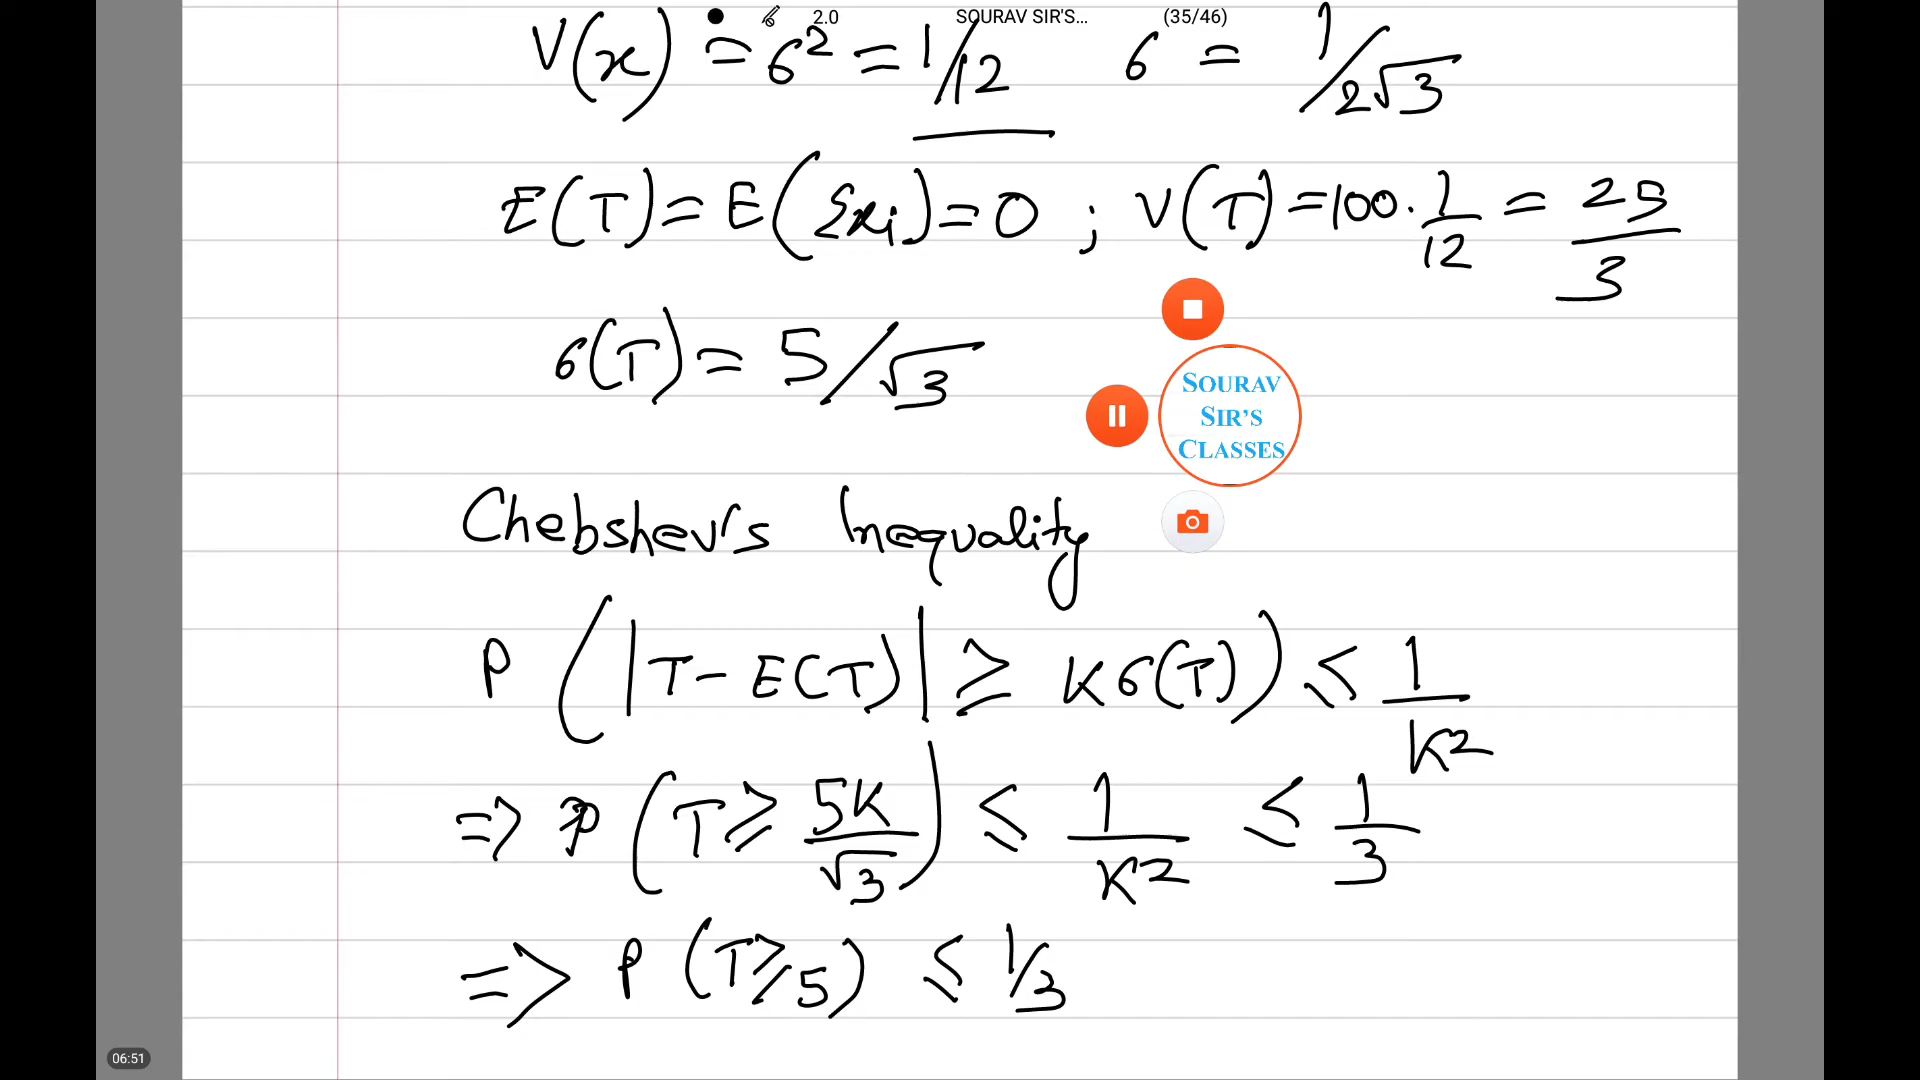 2.0 SOURAV SIR'S... (35/46)
V(x) = σ² = 1/12 σ = 1/2√3
E(T) = E(Σxi) = 0 ; V(T) = 100 . 1/12 = 25/3
σ(T) = 5/√3
SOURAV
SIR'S
CLASSES
Chebshev's Inequality
P(|T - E(T)| ≥ Kσ(T)) ≤ 1/K²
=> P(T ≥ 5K/√3) ≤ 1/K² ≤ 1/3
=> P(T ≥ 5) ≤ 1/3
06:51